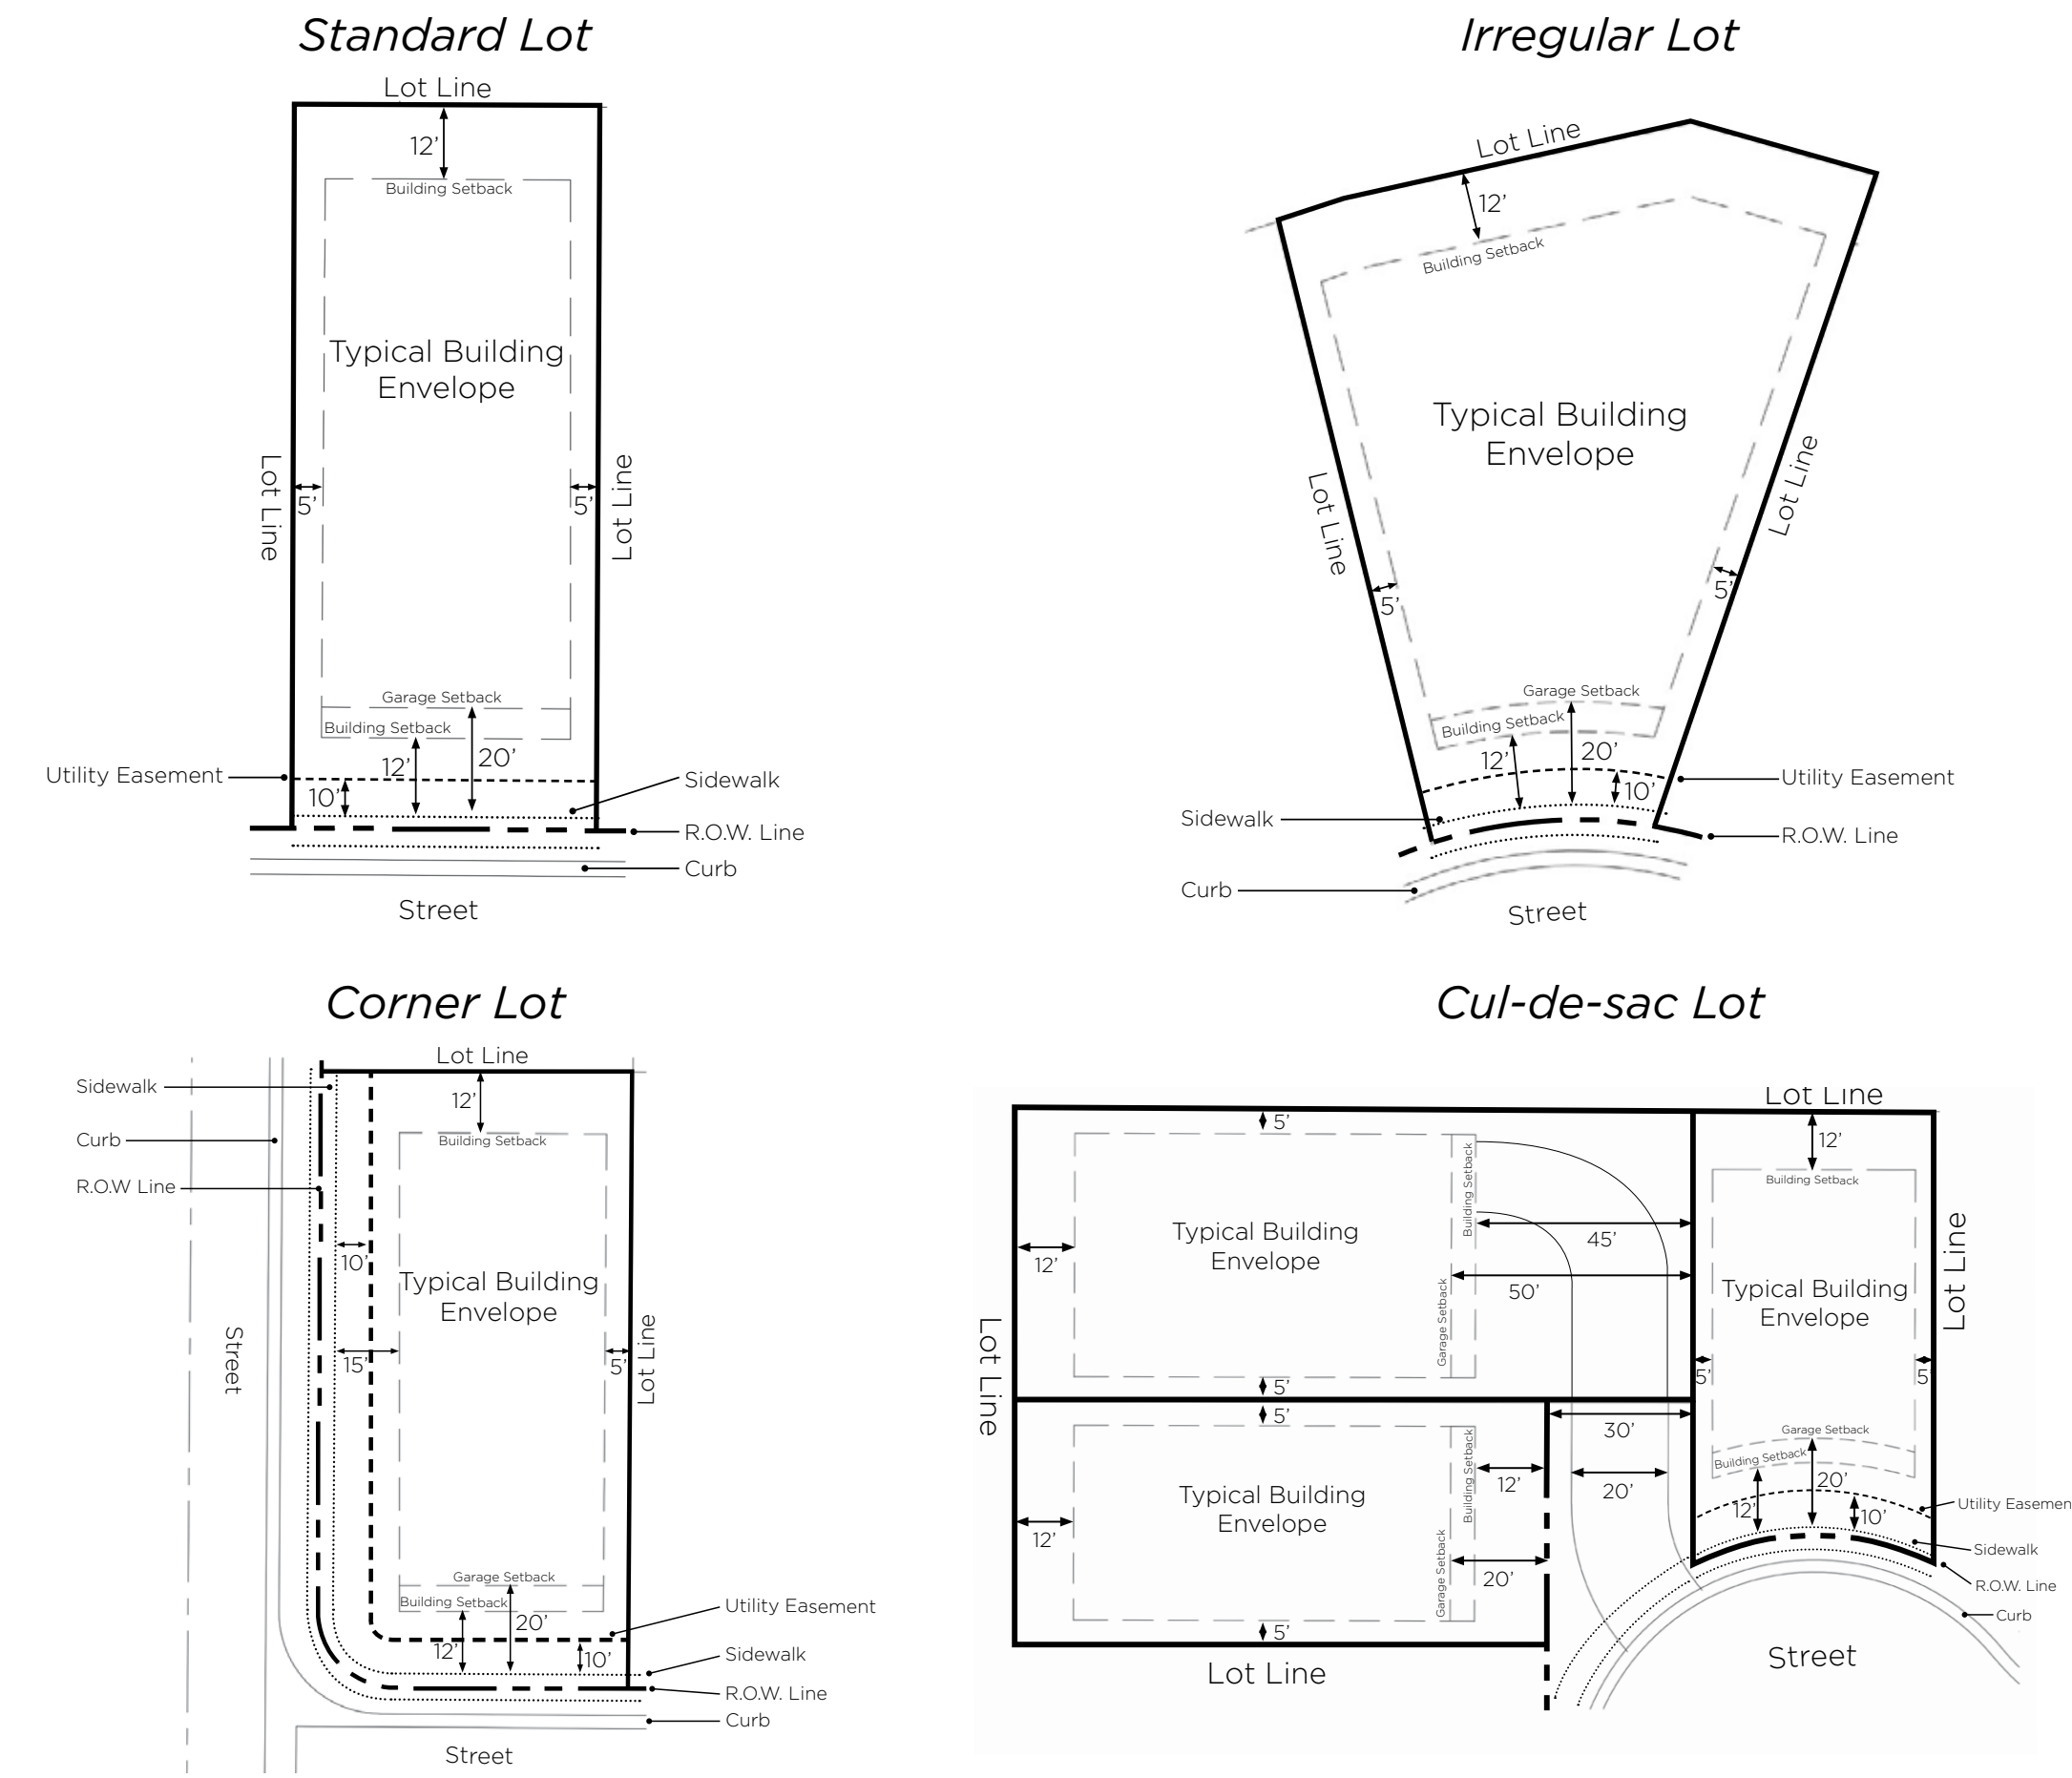 Standard Lot
Lot Line
12’
Building Setback
Typical Building
Envelope
Lot Line
5’
5’
Lot Line
Garage Setback
Building Setback
12’
20’
Utility Easement
10’
Sidewalk
R.O.W. Line
Curb
Street
Irregular Lot
Lot Line
12’
Building Setback
Typical Building
Envelope
Lot Line
Lot Line
5’
5’
Garage Setback
Building Setback
12’
20’
10’
Utility Easement
Sidewalk
R.O.W. Line
Curb
Street
Corner Lot
Lot Line
Sidewalk
12’
Curb
Building Setback
R.O.W Line
10’
Typical Building
Envelope
Street
15’
5’
Lot Line
Garage Setback
Building Setback
20’
12’
10’
Utility Easement
Sidewalk
R.O.W. Line
Curb
Street
Cul-de-sac Lot
Lot Line
5’
12’
Building Setback
Building Setback
Typical Building
Envelope
45’
12’
50’
Garage Setback
Typical Building
Envelope
Lot Line
Lot Line
5’
5’
5
5’
30’
Garage Setback
Building Setback
Building Setback
12’
20’
Typical Building
Envelope
12’
20’
12’
10’
Utility Easemen
Sidewalk
Garage Setback
20’
R.O.W. Line
Curb
5’
Street
Lot Line